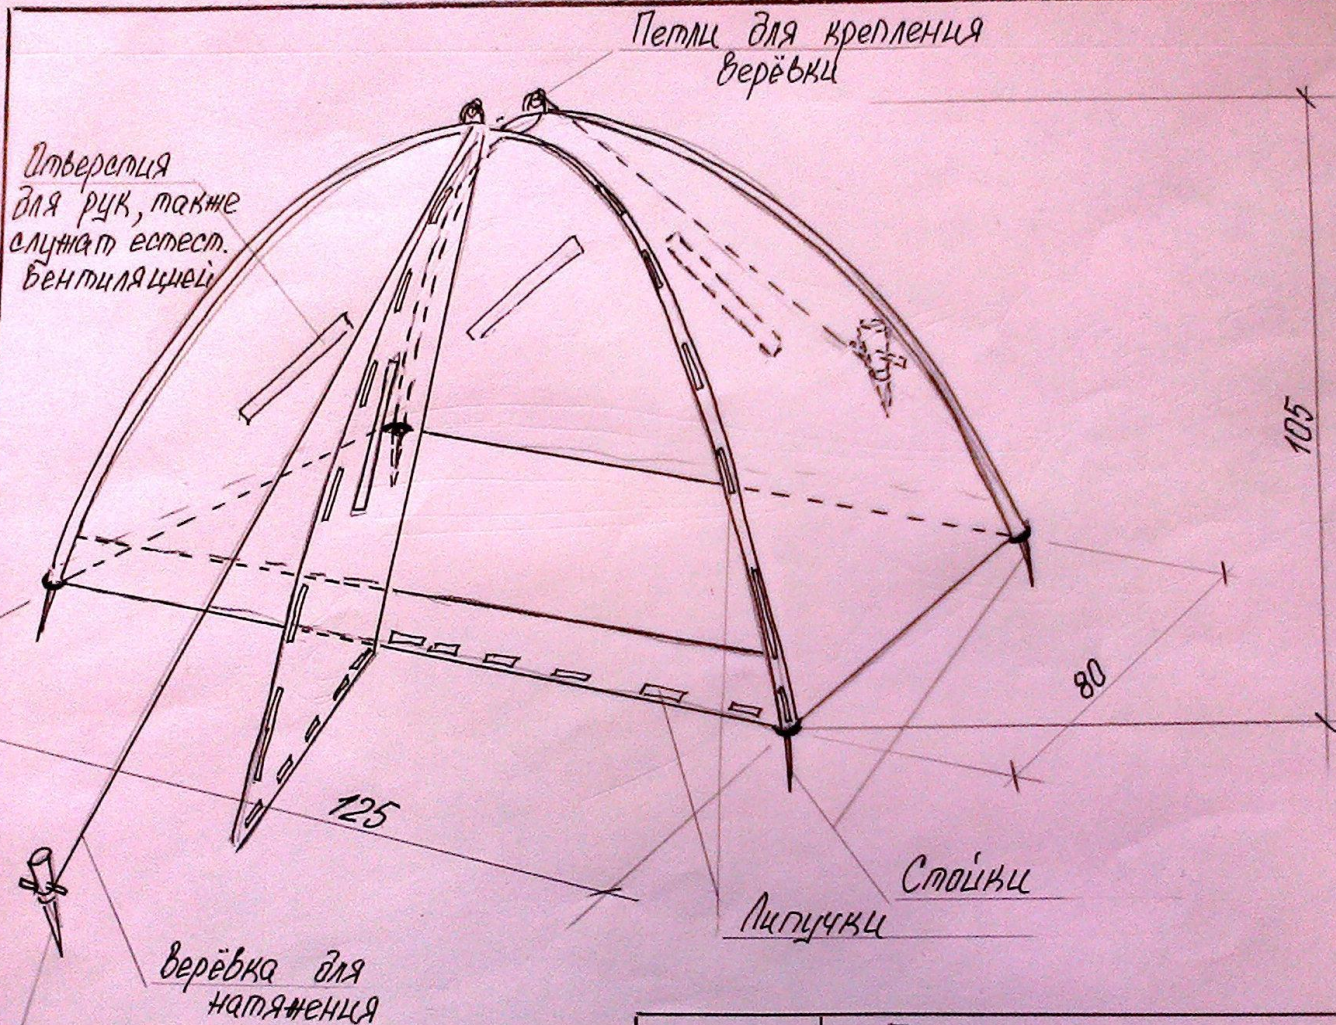 Петли для крепления
верёвки
Отверстия
для рук, также
служат естест.
вентиляцией
105
80
125
Стойки
Липучки
Верёвка для
натяжения